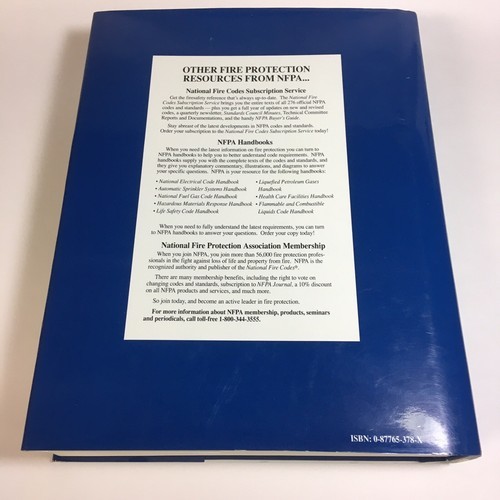 OTHER FIRE PROTECTION
RESOURCES FROM NFPA...
National Fire Codes Subscription Service
Get the firesafety reference that's always up-to-date. The National Fire
Codes Subscription Service brings you the entire texts of all 276 official NFPA
codes and standards — plus you get a full year of updates on new and revised
codes, a quarterly newsletter, Standards Council Minutes, Technical Committee
Reports and Documentations, and the handy NFPA Buyer's Guide.
Stay abreast of the latest developments in NFPA codes and standards.
Order your subscription to the National Fire Codes Subscription Service today!
NFPA Handbooks
When you need the latest information on fire protection you can turn to
NFPA handbooks to help you to better understand code requirements. NFPA
handbooks supply you with the complete texts of the codes and standards, and
they give you explanatory commentary, illustrations, and diagrams to answer
your specific questions. NFPA is your resource for the following handbooks:
• National Electrical Code Handbook
• Automatic Sprinkler Systems Handbook
• National Fuel Gas Code Handbook
• Hazardous Materials Response Handbook
• Life Safety Code Handbook
• Liquefied Petroleum Gases
Handbook
• Health Care Facilities Handbook
• Flammable and Combustible
Liquids Code Handbook
When you need to fully understand the latest requirements, you can turn
to NFPA handbooks to answer your questions. Order your copy today!
National Fire Protection Association Membership
When you join NFPA, you join more than 56,000 fire protection profes-
sionals in the fight against loss of life and property from fire. NFPA is the
recognized authority and publisher of the National Fire Codes®.
There are many membership benefits, including the right to vote on
changing codes and standards, subscription to NFPA Journal, a 10% discount
on all NFPA products and services, and much more.
So join today, and become an active leader in fire protection.
For more information about NFPA membership, products, seminars
and periodicals, call toll-free 1-800-344-3555.
ISBN: 0-87765-378-X